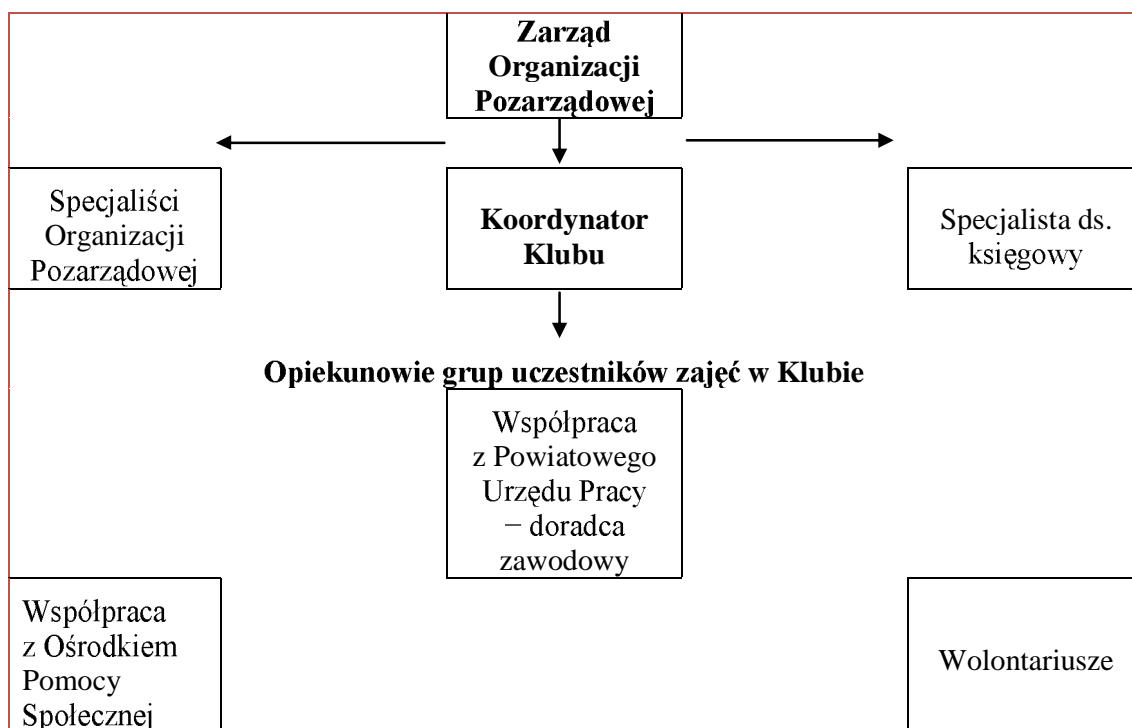 Zarząd
Organizacji
Pozarządowej
Specjaliści
Organizacji
Pozarządowej
Koordynator
Klubu
Specjalista ds.
księgowy
Opiekunowie grup uczestników zajęć w Klubie
Współpraca
z Powiatowego
Urzędu Pracy
– doradca
zawodowy
Współpraca
z Ośrodkiem
Pomocy
Społecznej
Wolontariusze